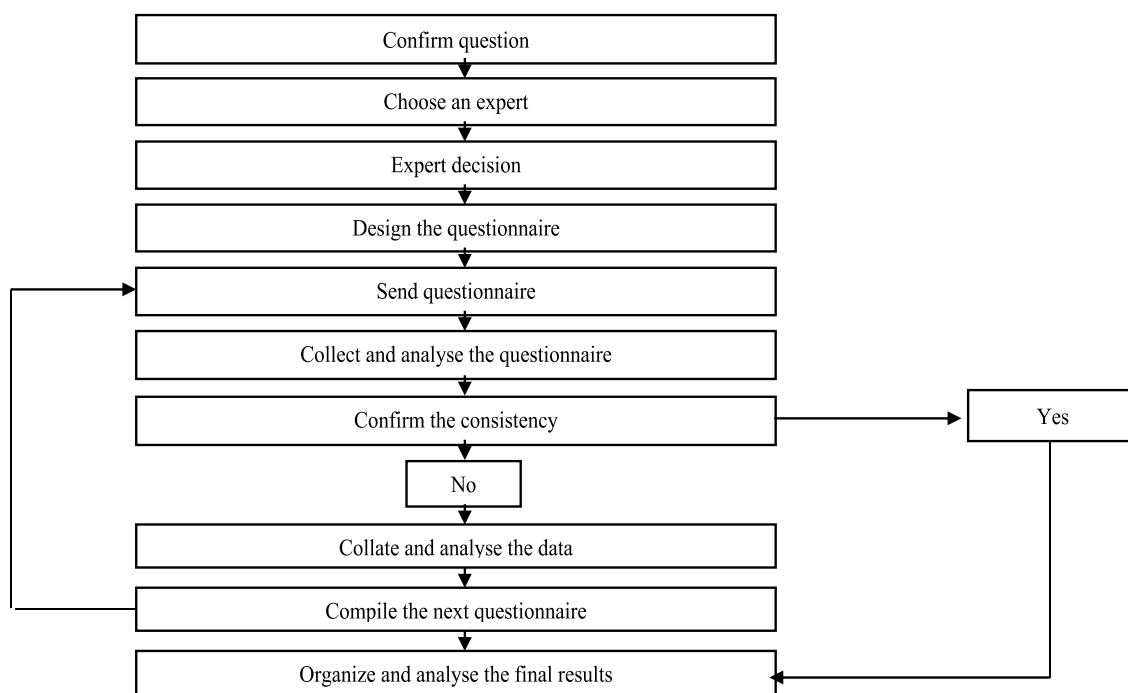 Confirm question
Choose an expert
Expert decision
Design the questionnaire
Send questionnaire
Collect and analyse the questionnaire
Confirm the consistency
Yes
No
Collate and analyse the data
Compile the next questionnaire
Organize and analyse the final results